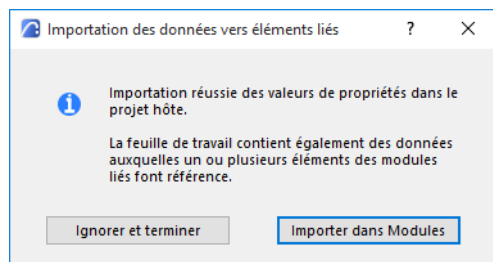 Importation des données vers éléments liés
?
Importation réussie des valeurs de propriétés dans le
projet hôte.
La feuille de travail contient également des données
auxquelles un ou plusieurs éléments des modules
liés font référence.
Ignorer et terminer
Importer dans Modules